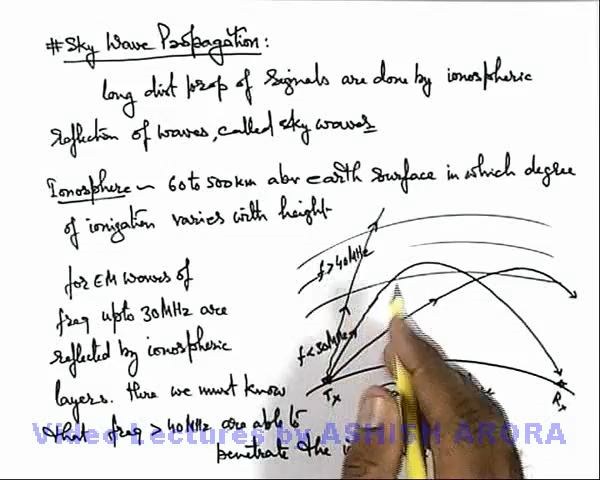 # Sky Wave Propagation :
long dist prop of signals are done by ionospheric
reflection of waves, called sky waves
Ionosphere ~ 60 to 500km abv earth surface in which degree
of ionization varies with height
f > 40MHz
for EM waves of
freq upto 30MHz are
f < 30MHz
reflected by ionospheric
layers. Here we must know
Tx
Rx
that freq > 40MHz are able to
Video Lectures by ASHISH ARORA
penetrate the